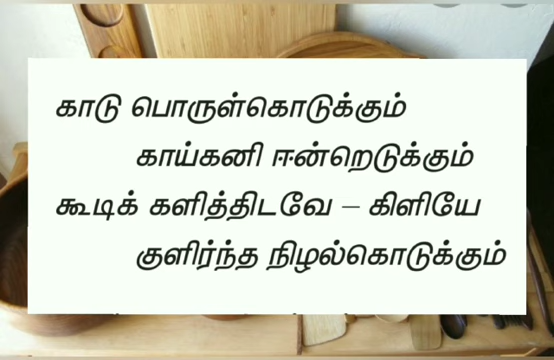 காடு பொருள்கொடுக்கும்
காய்கனி ஈன்றெடுக்கும்
கூடிக் களித்திடவே – கிளியே
குளிர்ந்த நிழல்கொடுக்கும்